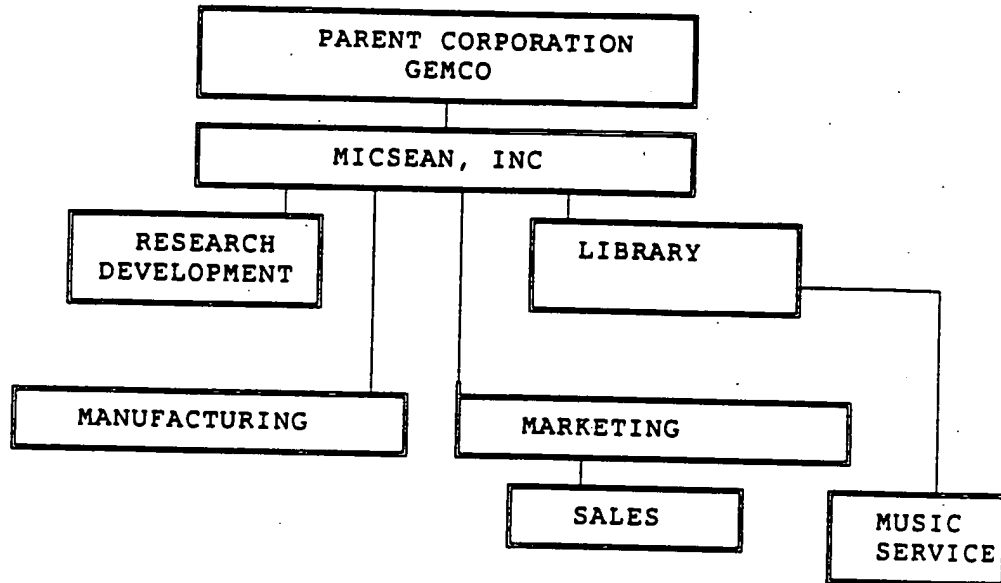 PARENT CORPORATION
GEMCO
MICSEAN, INC
RESEARCH
DEVELOPMENT
LIBRARY
MANUFACTURING
MARKETING
SALES
MUSIC
SERVICE